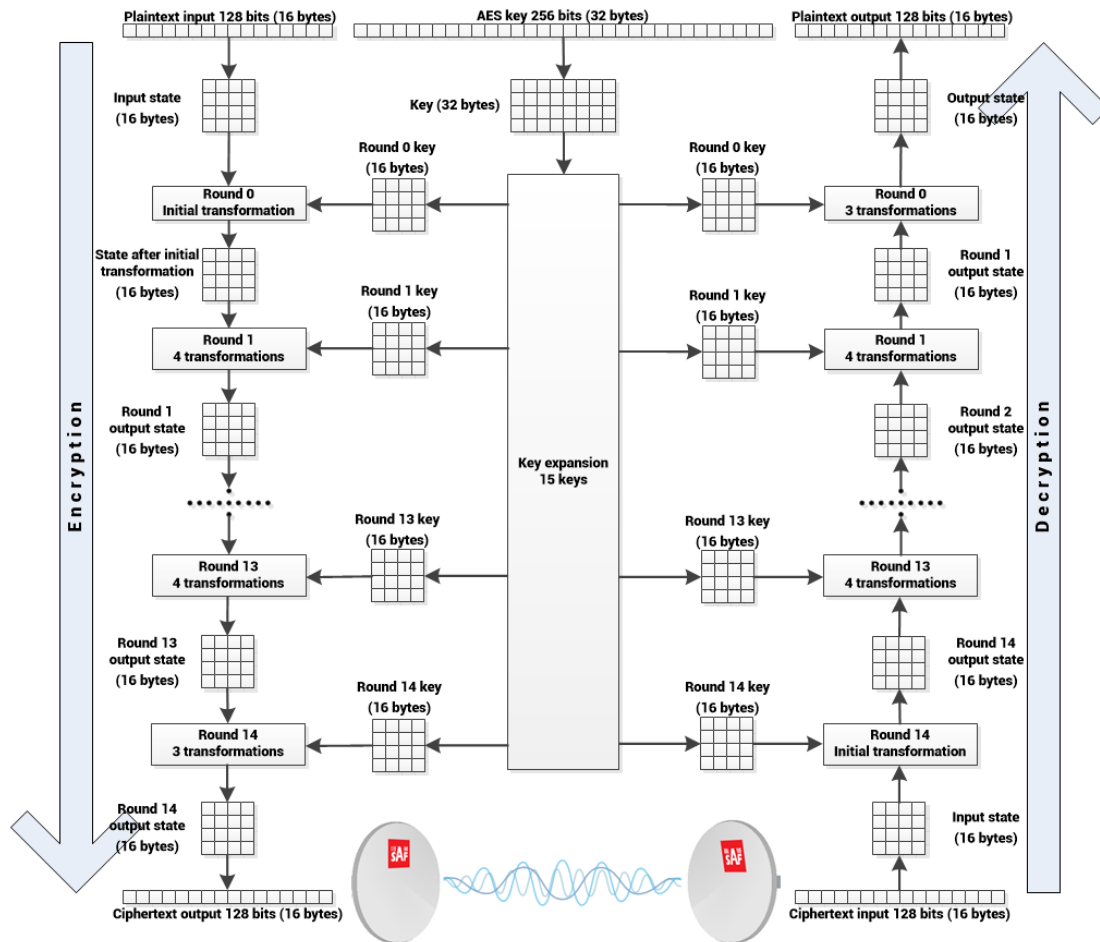 Plaintext input 128 bits (16 bytes)
AES key 256 bits (32 bytes)
Plaintext output 128 bits (16 bytes)
Input state
(16 bytes)
Key (32 bytes)
Output state
(16 bytes)
Round 0 key
(16 bytes)
Round 0 key
(16 bytes)
Round 0
Initial transformation
Round 0
3 transformations
State after initial
transformation
(16 bytes)
Round 1
output state
(16 bytes)
Round 1 key
(16 bytes)
Round 1 key
(16 bytes)
Round 1
4 transformations
Round 1
4 transformations
Round 1
output state
(16 bytes)
Round 2
output state
(16 bytes)
Encryption
Key expansion
15 keys
Decryption
Round 13 key
(16 bytes)
Round 13 key
(16 bytes)
Round 13
4 transformations
Round 13
4 transformations
Round 13
output state
(16 bytes)
Round 14
output state
(16 bytes)
Round 14 key
(16 bytes)
Round 14 key
(16 bytes)
Round 14
3 transformations
Round 14
Initial transformation
Round 14
output state
(16 bytes)
Input state
(16 bytes)
SAF
SAF
Ciphertext output 128 bits (16 bytes)
Ciphertext input 128 bits (16 bytes)